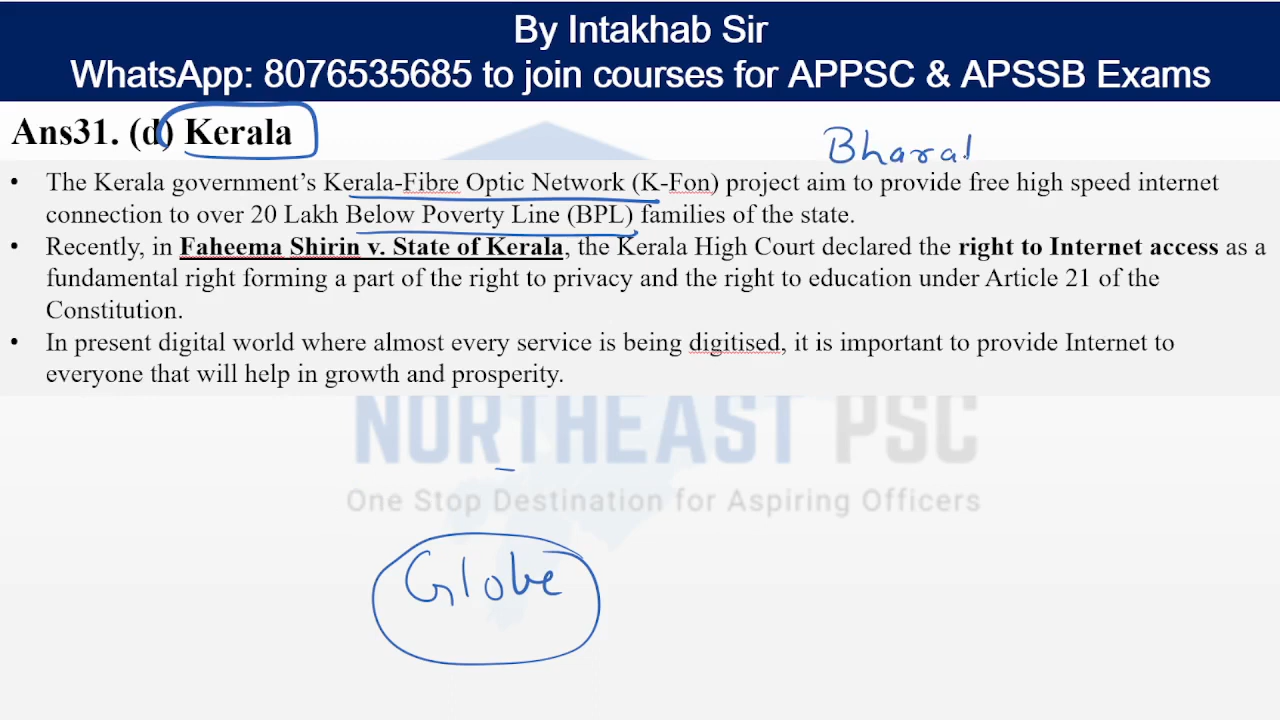 By Intakhab Sir
WhatsApp: 8076535685 to join courses for APPSC & APSSB Exams
Ans31. (d) Kerala
Bharat
• The Kerala government’s Kerala-Fibre Optic Network (K-Fon) project aim to provide free high speed internet
connection to over 20 Lakh Below Poverty Line (BPL) families of the state.
• Recently, in Faheema Shirin v. State of Kerala, the Kerala High Court declared the right to Internet access as a
fundamental right forming a part of the right to privacy and the right to education under Article 21 of the
Constitution.
• In present digital world where almost every service is being digitised, it is important to provide Internet to
everyone that will help in growth and prosperity.
NORTHEAST PSC
One Stop Destination for Aspiring Officers
Globe